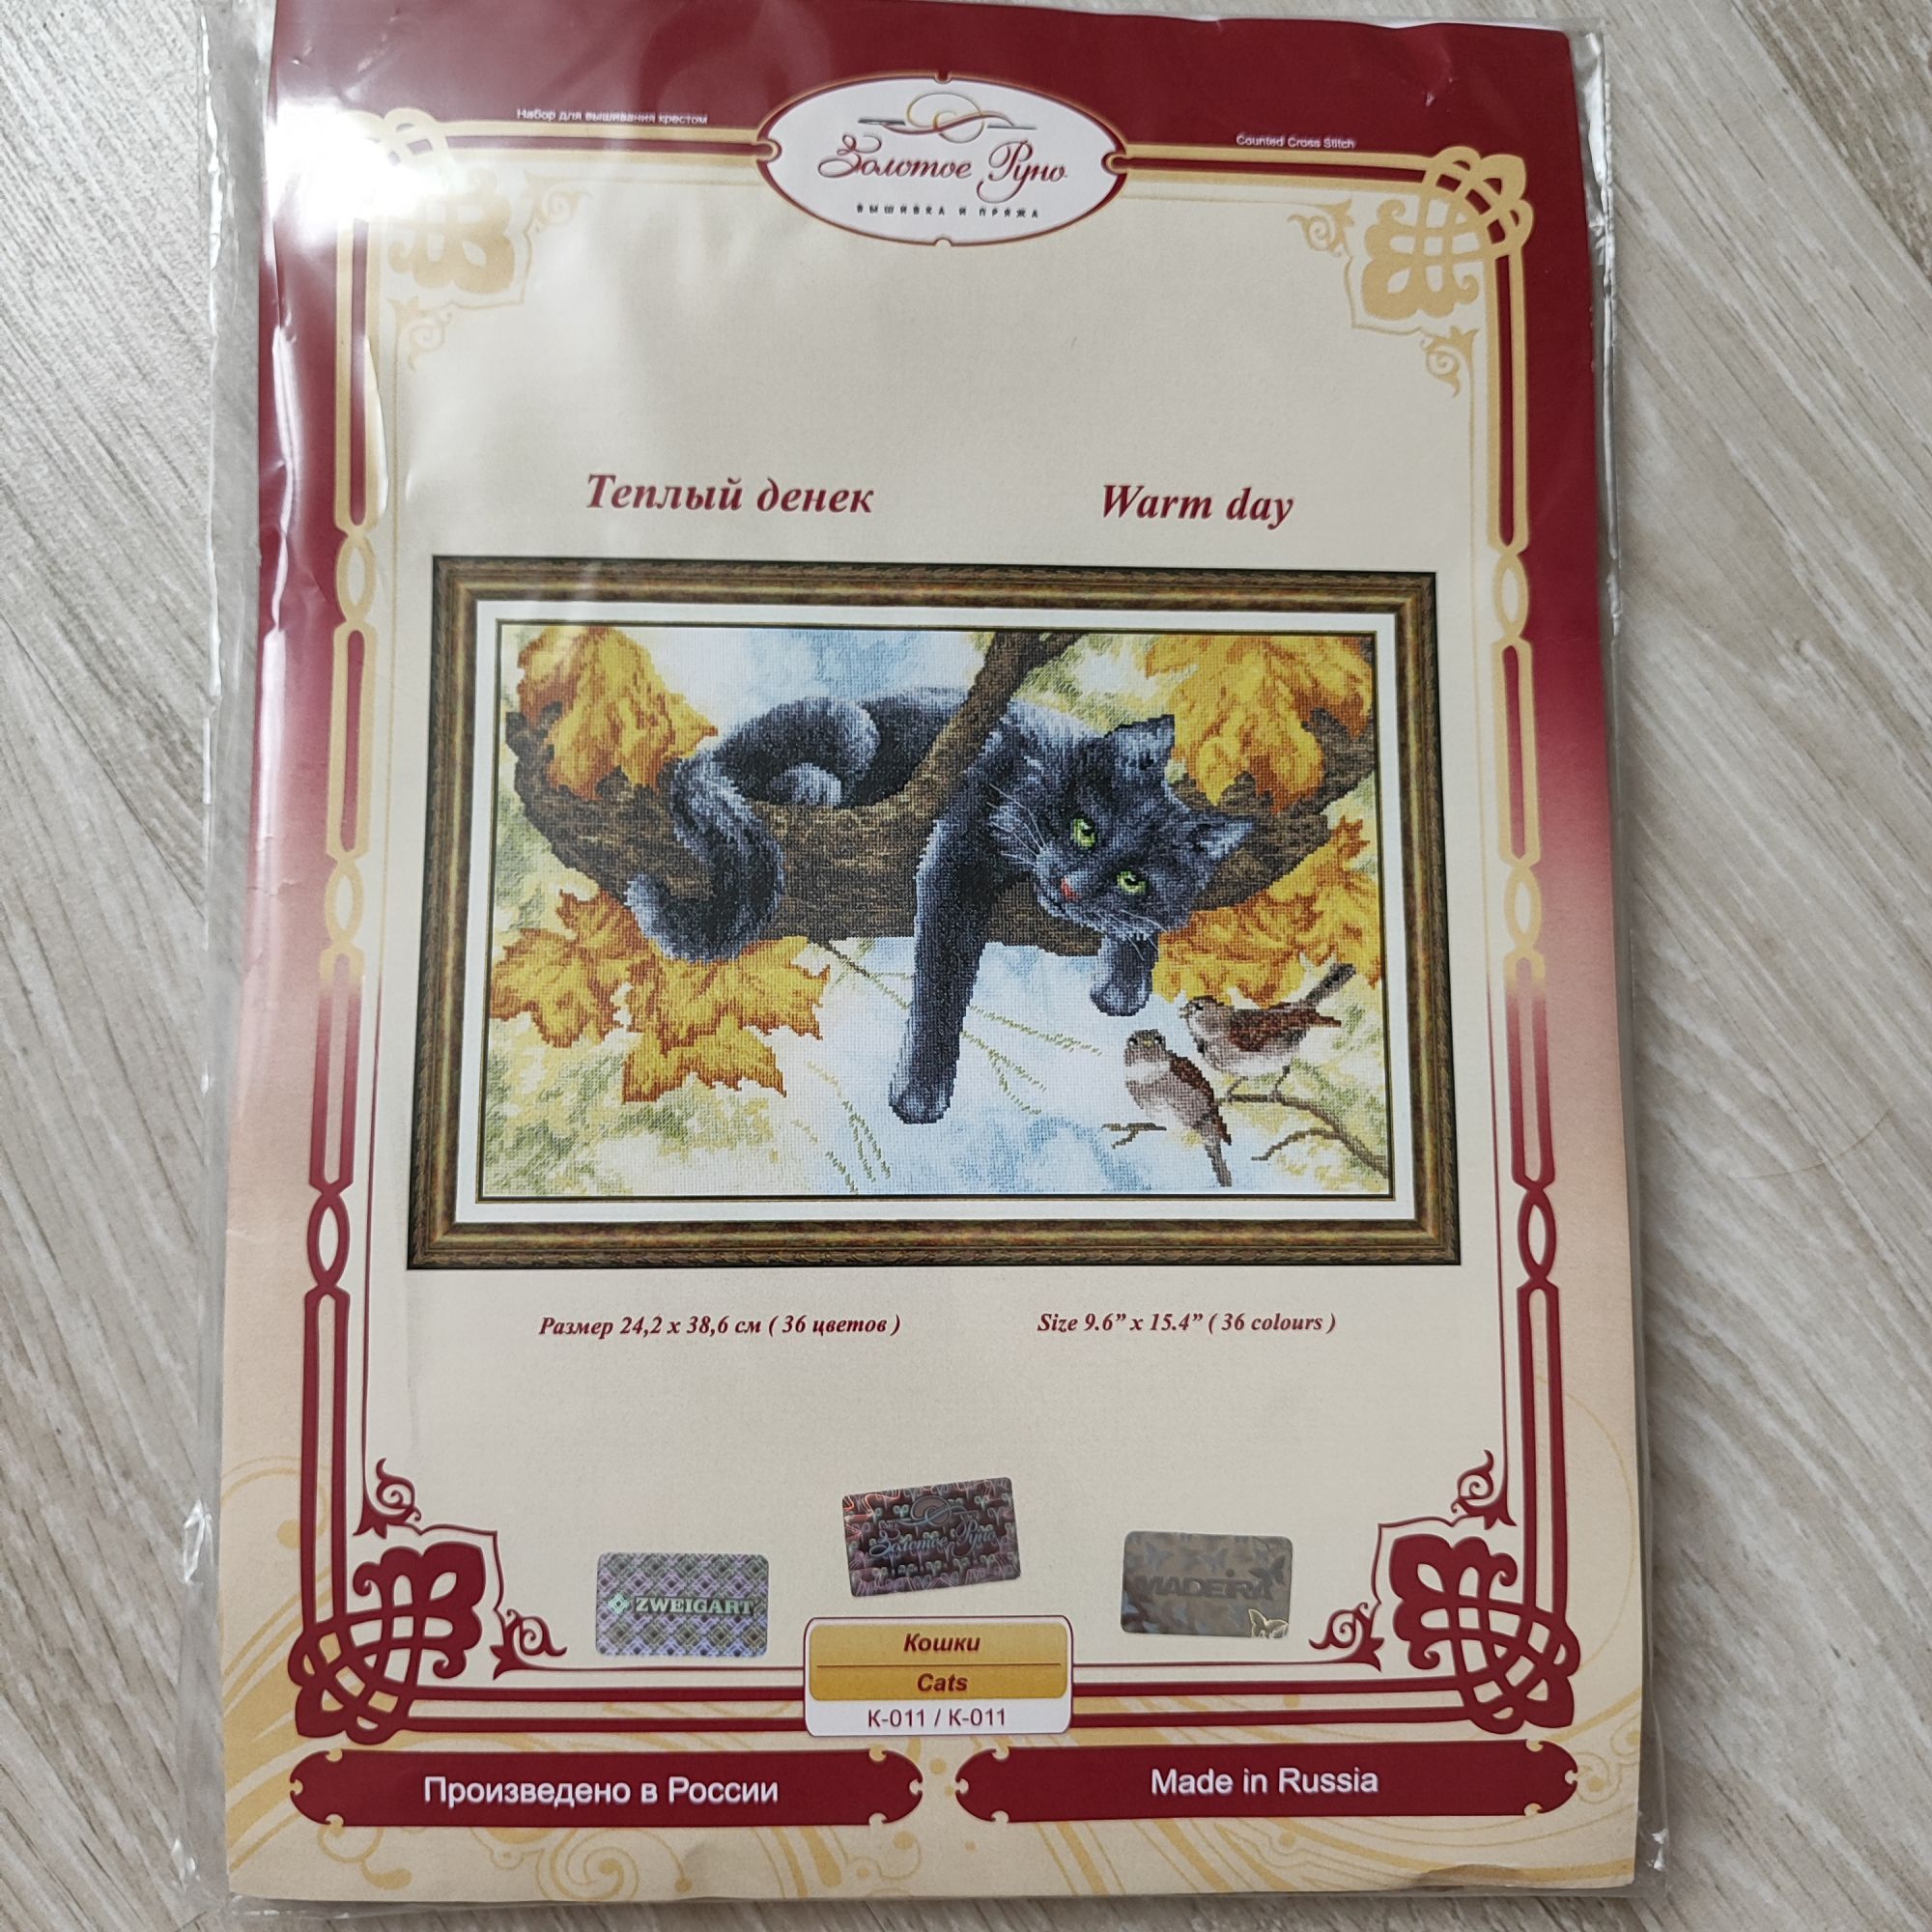 Набор для вышивания крестом
Золотое Руно
ВЫШИВКА И ПРЯЖА
Counted Cross Stitch
Теплый денек
Warm day
Размер 24,2 x 38,6 см ( 36 цветов )
Size 9.6” x 15.4” ( 36 colours )
ZWEIGART
Золотое Руно
MADEIRA
Кошки
Cats
К-011 / K-011
Произведено в России
Made in Russia